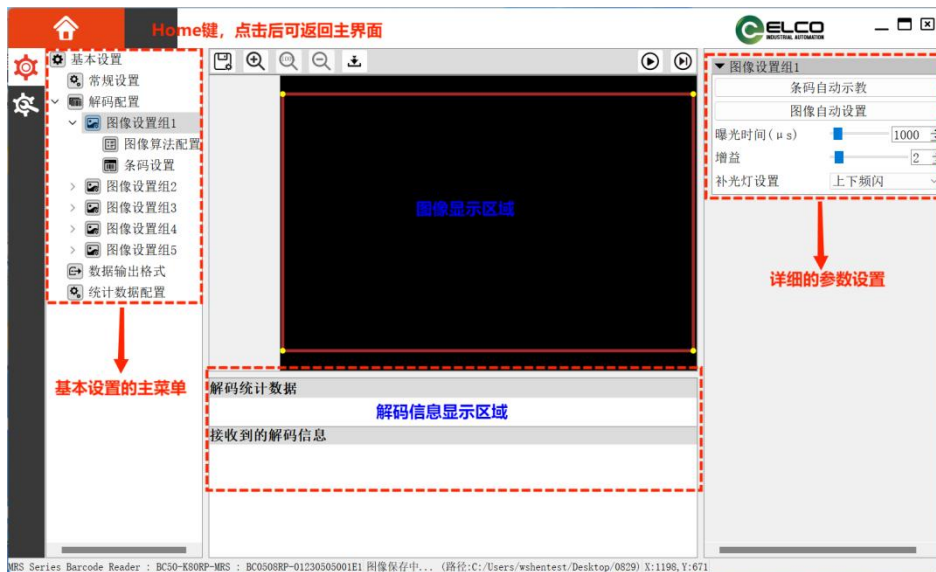 Home键，点击后可返回主界面
ELCO
INDUSTRIAL AUTOMATION
基本设置
常规设置
解码配置
图像设置组1
图像算法配置
条码设置
图像设置组2
图像设置组3
图像设置组4
图像设置组5
数据输出格式
统计数据配置
基本设置的主菜单
图像显示区域
解码统计数据
解码信息显示区域
接收到的解码信息
图像设置组1
条码自动示教
图像自动设置
曝光时间(μs) 1000
增益 2
补光灯设置 上下频闪
详细的参数设置
MRS Series Barcode Reader : BC50-K80RP-MRS : BC0508RP-01230505001E1 图像保存中... (路径:C:/Users/wshentest/Desktop/0829) X:1198,Y:671